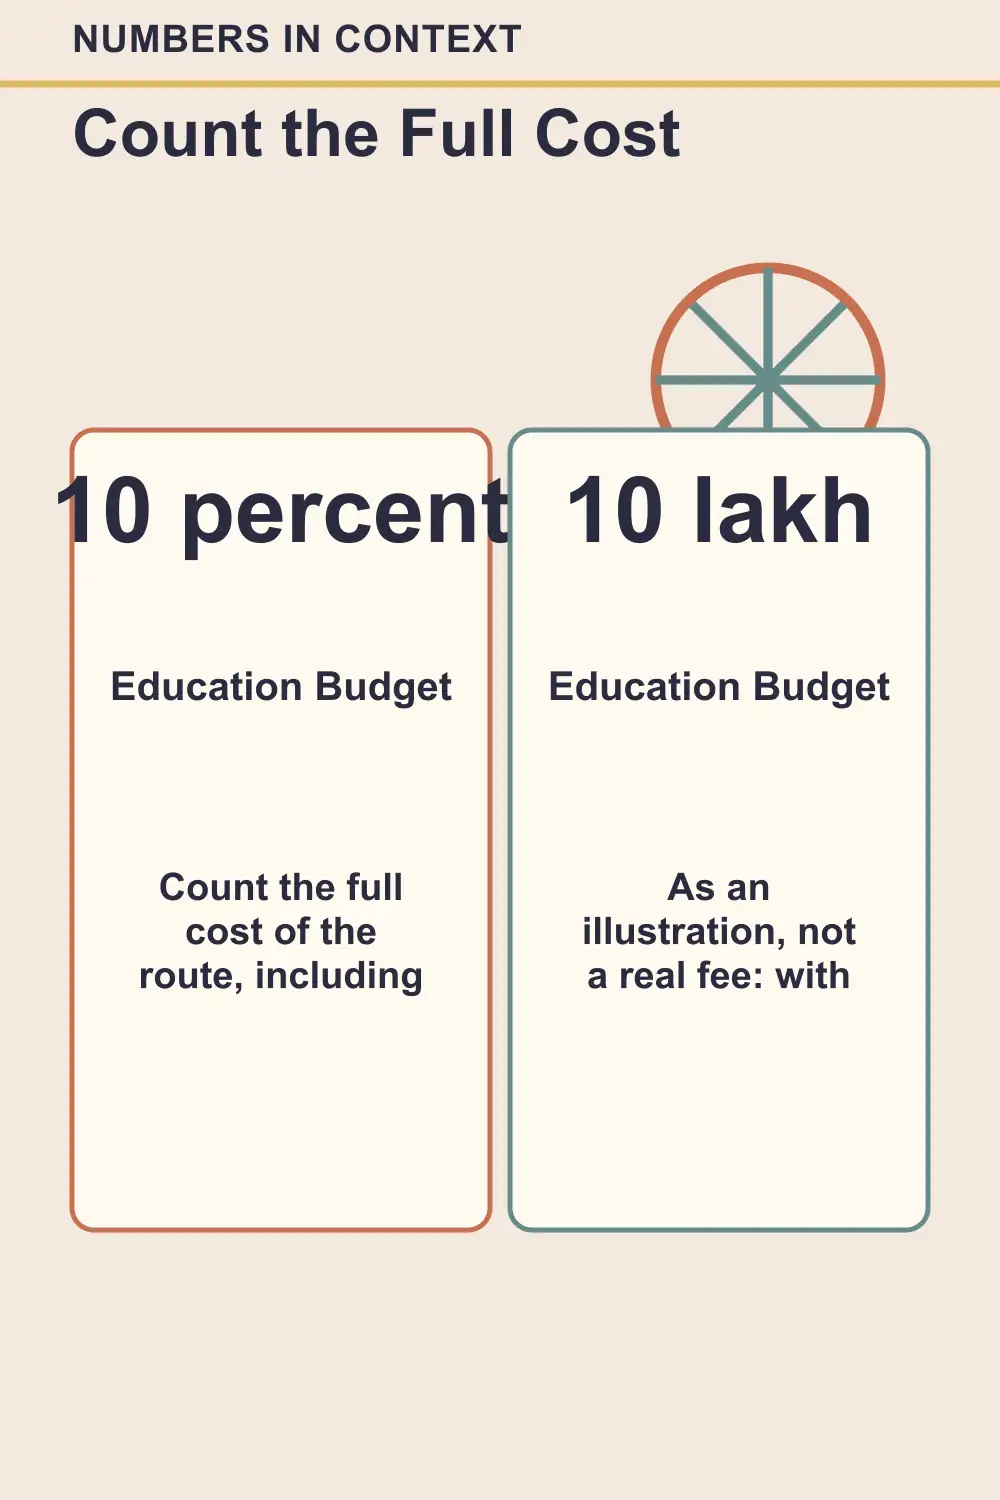 NUMBERS IN CONTEXT
Count the Full Cost
10 percent
Education Budget
Count the full
cost of the
route, including
10 lakh
Education Budget
As an
illustration, not
a real fee: with